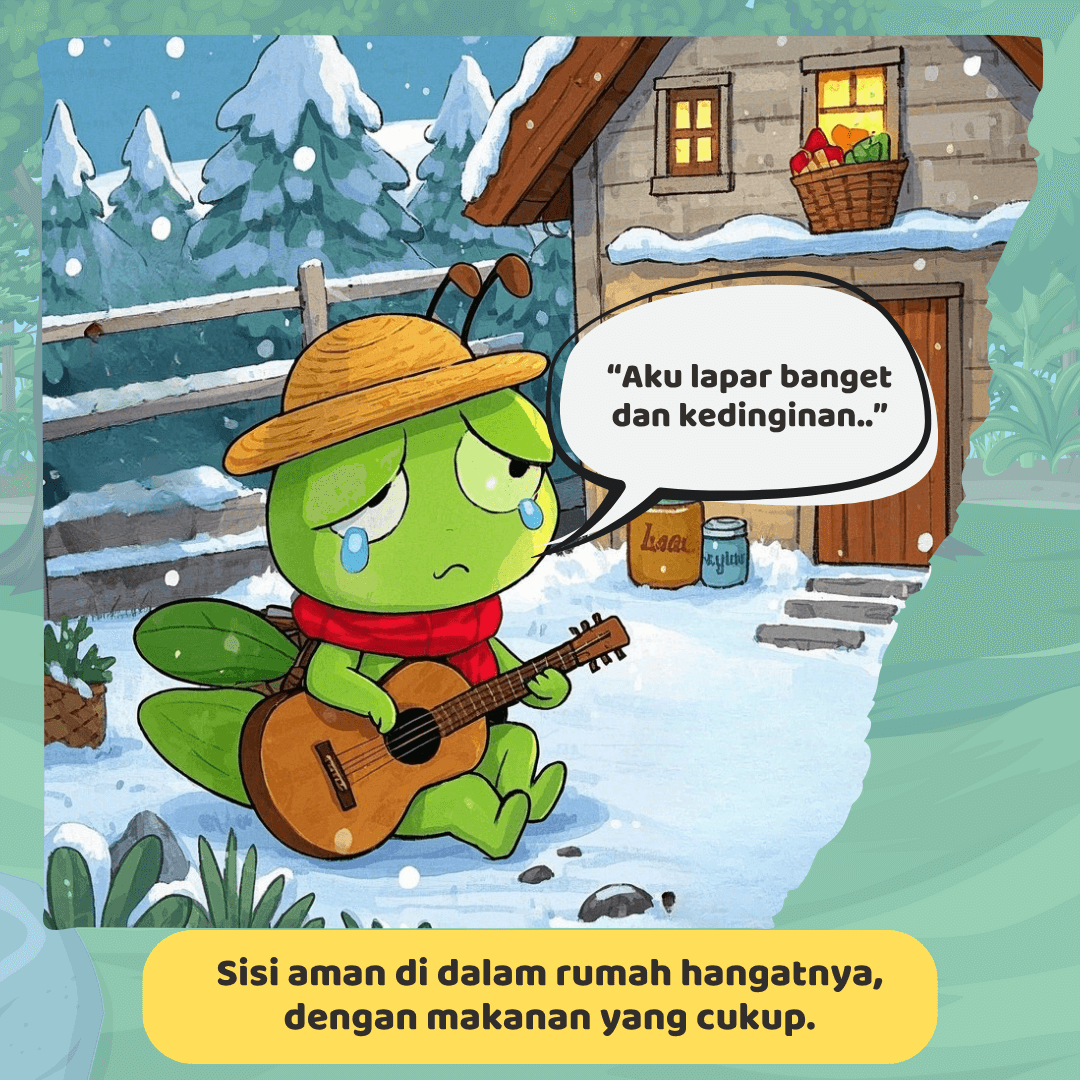 “Aku lapar banget
dan kedinginan..”
Sisi aman di dalam rumah hangatnya,
dengan makanan yang cukup.